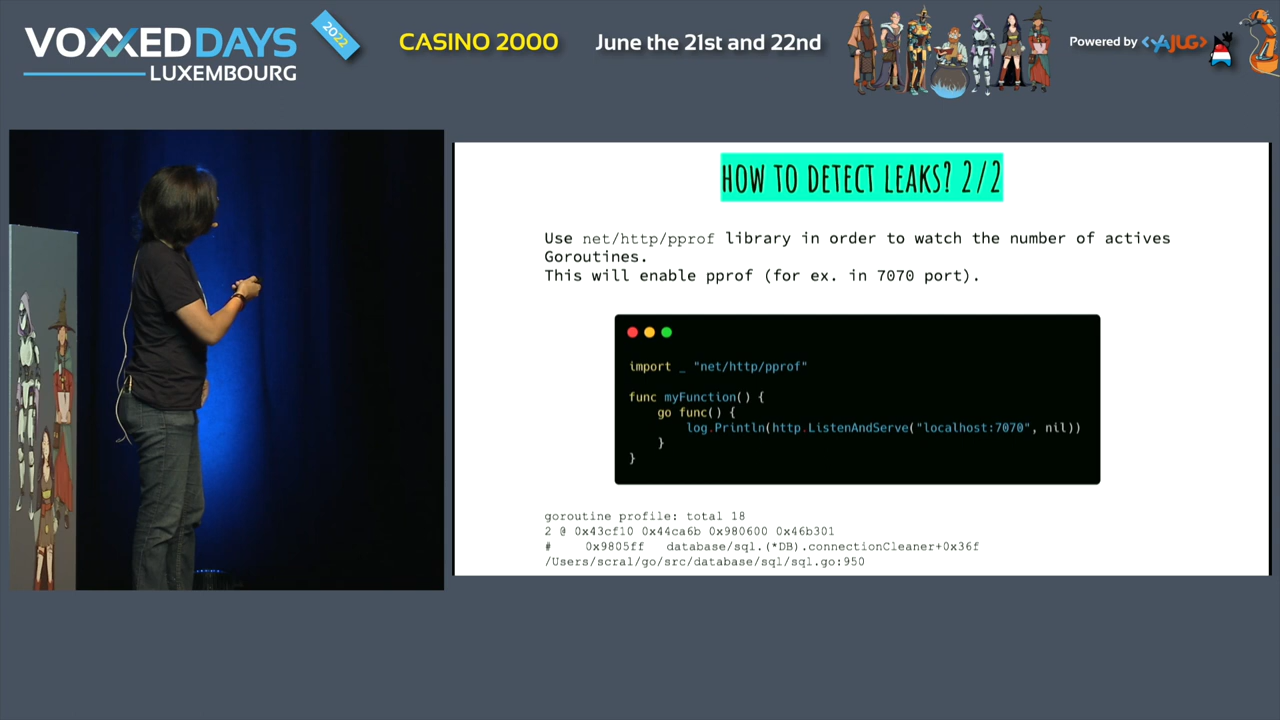 VOXXEDDAYS
LUXEMBOURG
2022
CASINO 2000
June the 21st and 22nd
Powered by <YAJUG>
HOW TO DETECT LEAKS? 2/2
Use net/http/pprof library in order to watch the number of actives
Goroutines.
This will enable pprof (for ex. in 7070 port).
import _ "net/http/pprof"
func myFunction() {
go func() {
log.Println(http.ListenAndServe("localhost:7070", nil))
}
}
goroutine profile: total 18
2 @ 0x43cf10 0x44ca6b 0x980600 0x46b301
# 0x9805ff database/sql.(*DB).connectionCleaner+0x36f
/Users/scral/go/src/database/sql/sql.go:950